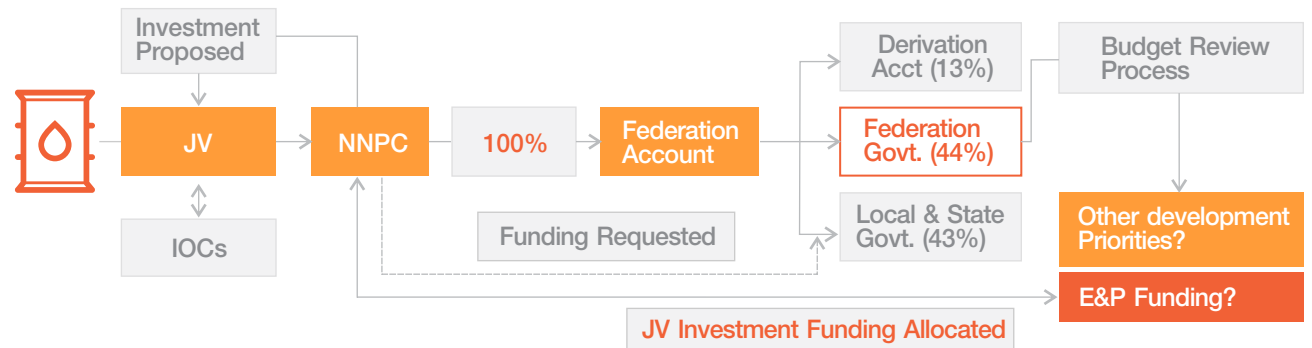 Investment
Proposed
JV
IOCs
NNPC
100%
Federation
Account
Funding Requested
Derivation
Acct (13%)
Federation
Govt. (44%)
Local & State
Govt. (43%)
Budget Review
Process
Other development
Priorities?
E&P Funding?
JV Investment Funding Allocated